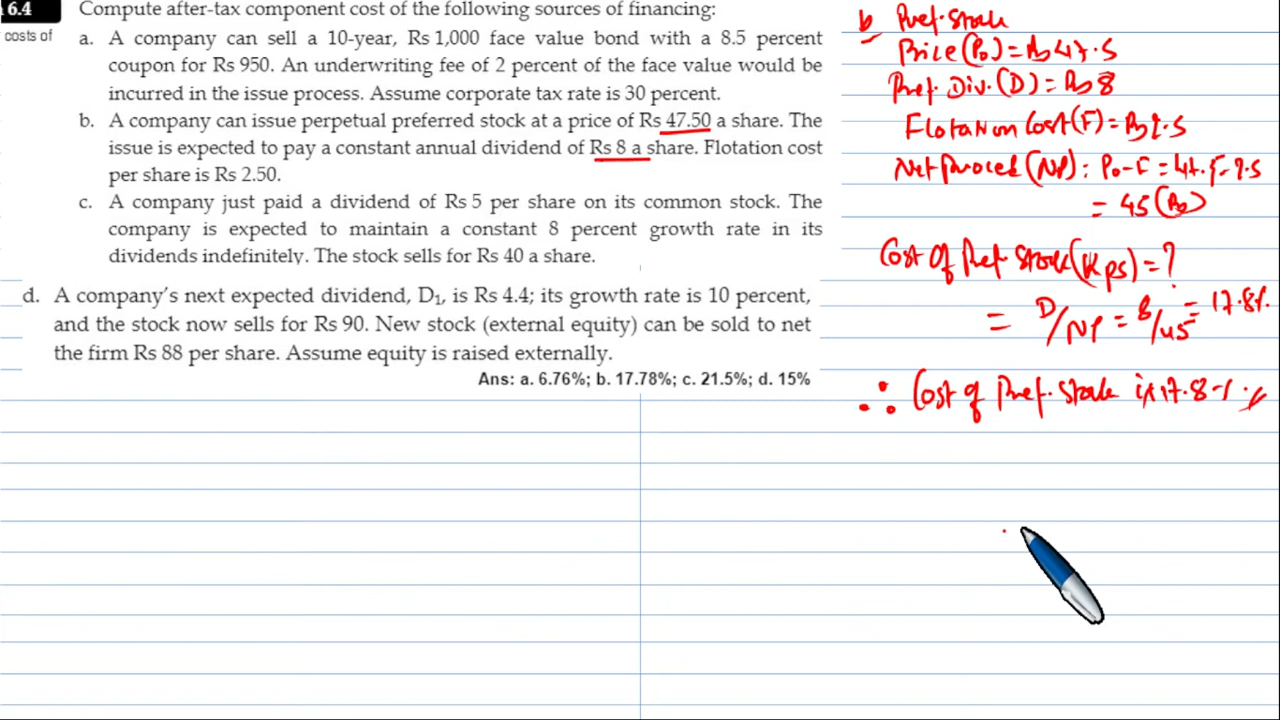 6.4
Compute after-tax component cost of the following sources of financing:
costs of
a. A company can sell a 10-year, Rs 1,000 face value bond with a 8.5 percent
coupon for Rs 950. An underwriting fee of 2 percent of the face value would be
incurred in the issue process. Assume corporate tax rate is 30 percent.
b. A company can issue perpetual preferred stock at a price of Rs 47.50 a share. The
issue is expected to pay a constant annual dividend of Rs 8 a share. Flotation cost
per share is Rs 2.50.
c. A company just paid a dividend of Rs 5 per share on its common stock. The
company is expected to maintain a constant 8 percent growth rate in its
dividends indefinitely. The stock sells for Rs 40 a share.
d. A company's next expected dividend, D₁, is Rs 4.4; its growth rate is 10 percent,
and the stock now sells for Rs 90. New stock (external equity) can be sold to net
the firm Rs 88 per share. Assume equity is raised externally.
Ans: a. 6.76%; b. 17.78%; c. 21.5%; d. 15%
b Pref. Stock
Price (P₀) = Rs 47.5
Pref. Div. (D) = Rs 8
Flotation Cost (F) = Rs 2.5
Net Proceed (NP) : P₀-F = 47.5-2.5
= 45 (Rs)
Cost Of Pref. Stock (Kps) = ?
= D/NP = 8/45 = 17.8%.
∴ Cost of Pref. Stock is 17.8%